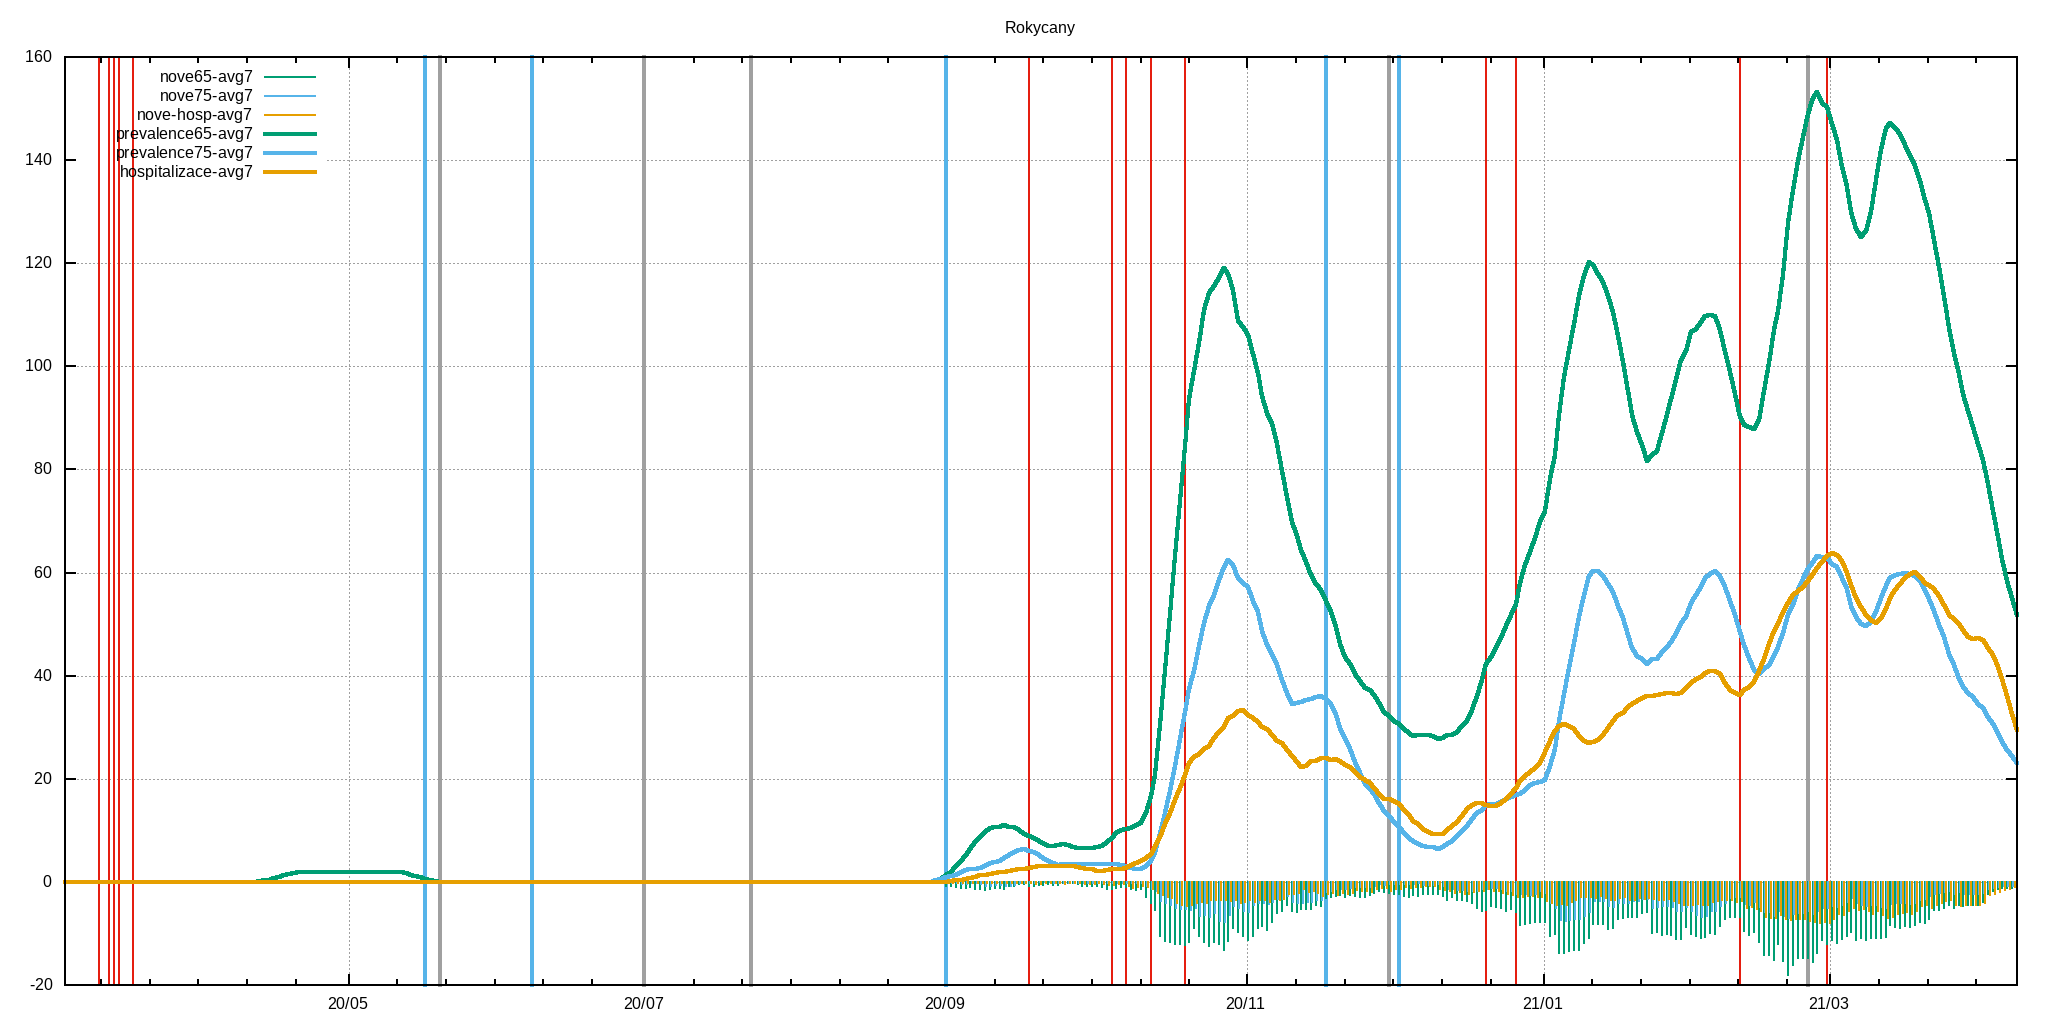 Rokycany
160
nove65-avg7
nove75-avg7
nove-hosp-avg7
prevalence65-avg7
prevalence75-avg7
hospitalizace-avg7
140
120
100
80
60
40
20
0
-20
20/05 20/07 20/09 20/11 21/01 21/03